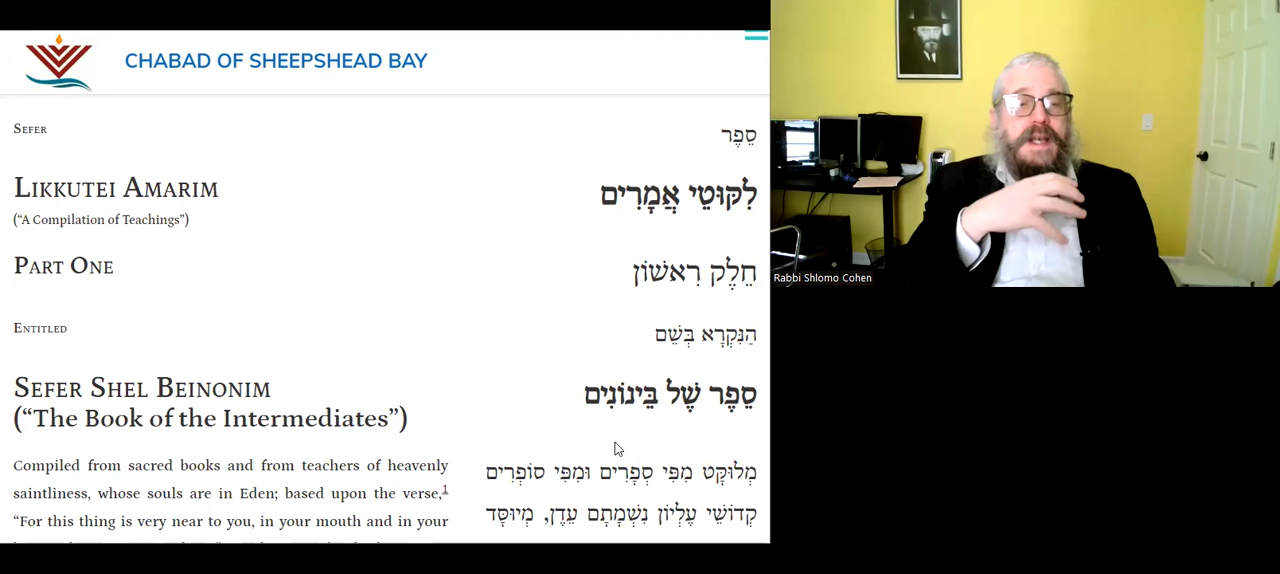 CHABAD OF SHEEPSHEAD BAY
SEFER
סֵפֶר
LIKKUTEI AMARIM
(“A Compilation of Teachings”)
לִקּוּטֵי אֲמָרִים
PART ONE
חֵלֶק רִאשׁוֹן
ENTITLED
הַנִּקְרָא בְּשֵׁם
SEFER SHEL BEINONIM
(“The Book of the Intermediates”)
סֵפֶר שֶׁל בֵּינוֹנִים
Compiled from sacred books and from teachers of heavenly
saintliness, whose souls are in Eden; based upon the verse,1
“For this thing is very near to you, in your mouth and in your
מְלוּקָּט מִפִּי סְפָרִים וּמִפִּי סוֹפְרִים
קְדוֹשֵׁי עֶלְיוֹן נִשְׁמָתָם עֵדֶן, מְיוּסָּד
Rabbi Shlomo Cohen